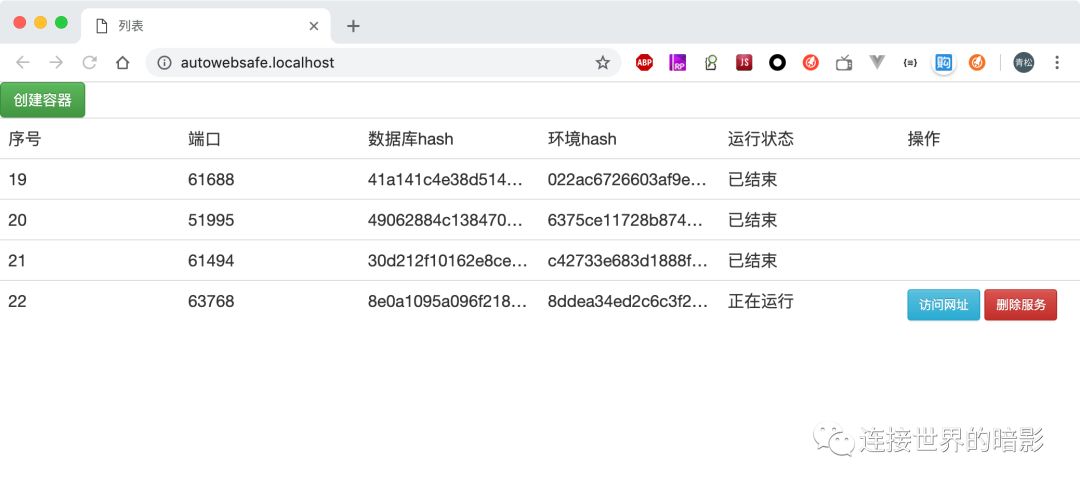 列表
autowebsafe.localhost
ABP
RP
JS
购
青松
创建容器
序号 端口 数据库hash 环境hash 运行状态 操作
19 61688 41a141c4e38d514... 022ac6726603af9e... 已结束
20 51995 49062884c138470... 6375ce11728b874... 已结束
21 61494 30d212f10162e8ce... c42733e683d1888f... 已结束
22 63768 8e0a1095a096f218... 8ddea34ed2c6c3f2... 正在运行 访问网址 删除服务
连接世界的暗影